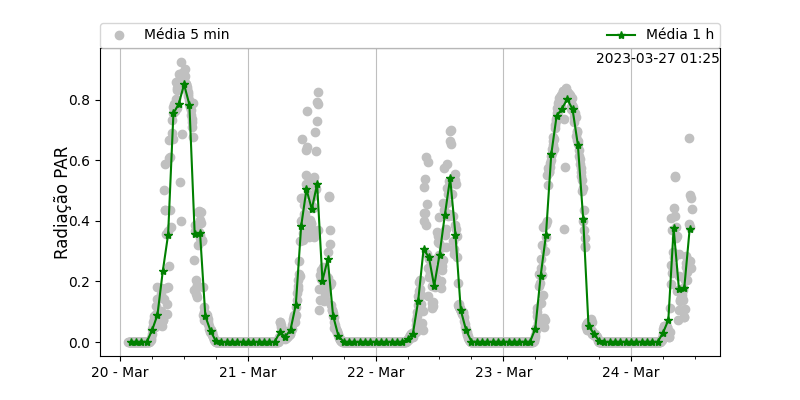 Média 5 min
Média 1 h
2023-03-27 01:25
Radiação PAR
0.8
0.6
0.4
0.2
0.0
20 - Mar
21 - Mar
22 - Mar
23 - Mar
24 - Mar